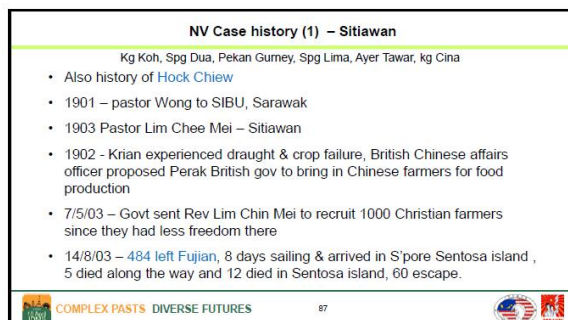 NV Case history (1) – Sitiawan
Kg Koh, Spg Dua, Pekan Gurney, Spg Lima, Ayer Tawar, kg Cina
• Also history of Hock Chiew
• 1901 – pastor Wong to SIBU, Sarawak
• 1903 Pastor Lim Chee Mei – Sitiawan
• 1902 - Krian experienced draught & crop failure, British Chinese affairs
officer proposed Perak British gov to bring in Chinese farmers for food
production
• 7/5/03 – Govt sent Rev Lim Chin Mei to recruit 1000 Christian farmers
since they had less freedom there
• 14/8/03 – 484 left Fujian, 8 days sailing & arrived in S'pore Sentosa island ,
5 died along the way and 12 died in Sentosa island, 60 escape.
COMPLEX PASTS DIVERSE FUTURES
87